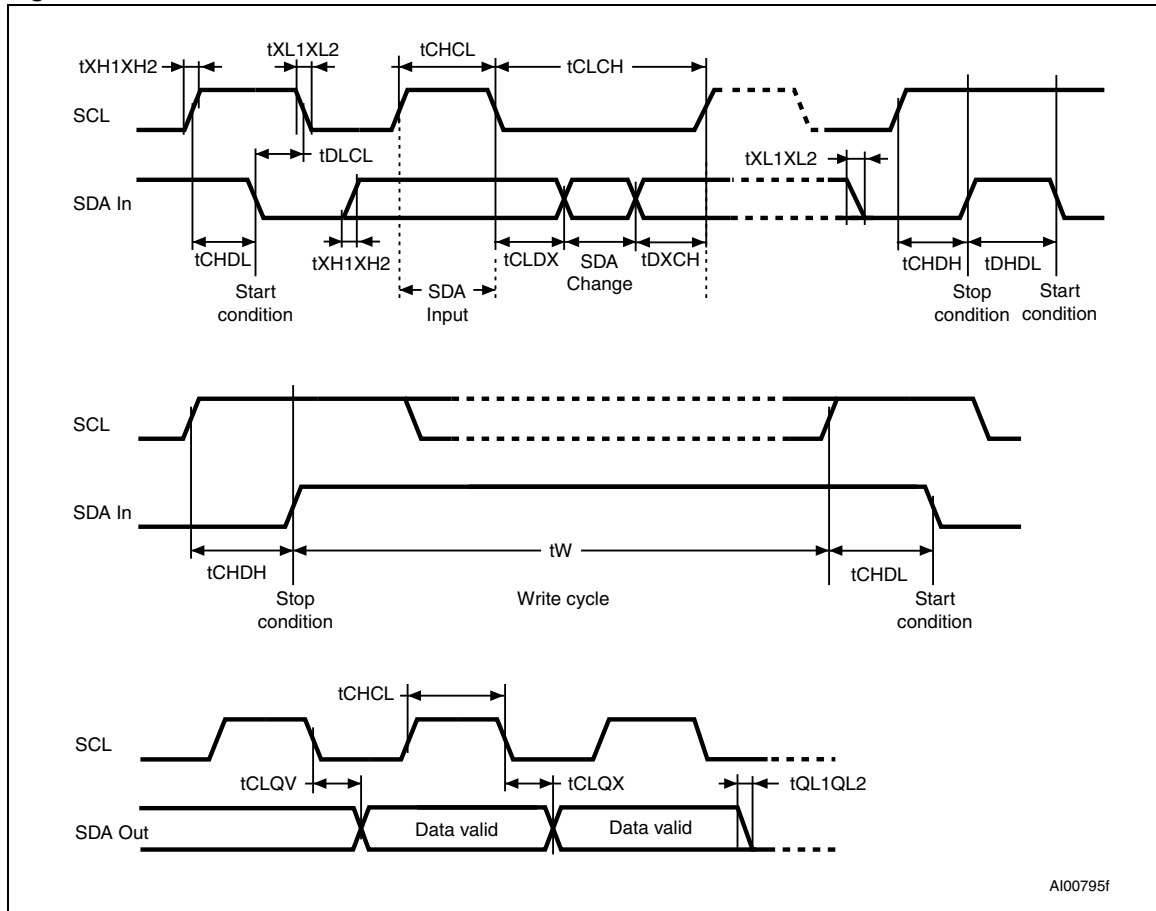 tXH1XH2
tXL1XL2
tCHCL
tCLCH
SCL
tDLCL
tXL1XL2
SDA In
tCHDL
tXH1XH2
tCLDX
SDA
Change
tDXCH
tCHDH
tDHDL
Start
condition
SDA
Input
Stop
condition
Start
condition
SCL
SDA In
tCHDH
tW
tCHDL
Stop
condition
Write cycle
Start
condition
tCHCL
SCL
tCLQV
tCLQX
tQL1QL2
SDA Out
Data valid
Data valid
AI00795f